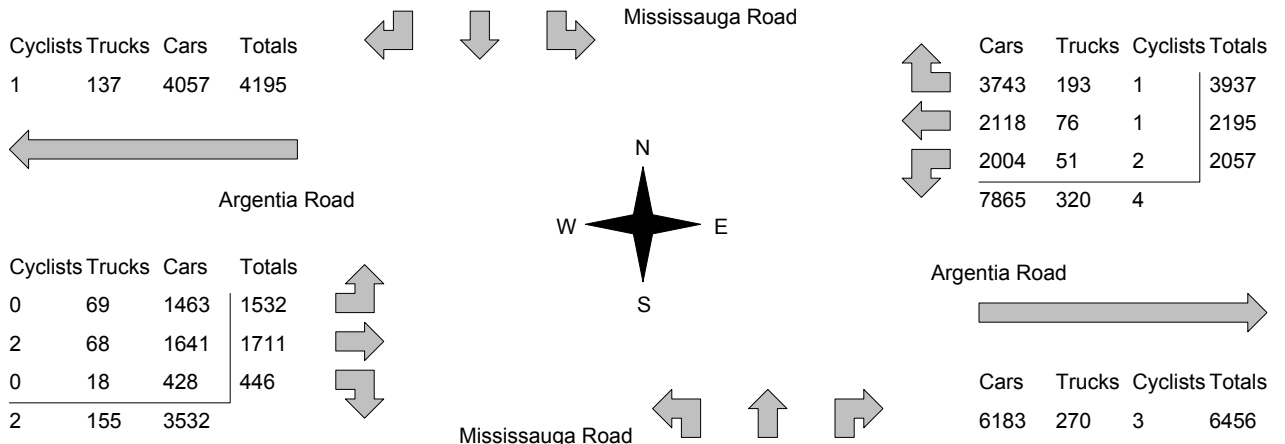 Mississauga Road
Cyclists Trucks Cars Totals
1 137 4057 4195
Cars Trucks Cyclists Totals
3743 193 1 3937
2118 76 1 2195
2004 51 2 2057
7865 320 4
Argentia Road
N
W E
S
Cyclists Trucks Cars Totals
0 69 1463 1532
2 68 1641 1711
0 18 428 446
2 155 3532
Argentia Road
Cars Trucks Cyclists Totals
6183 270 3 6456
Mississauga Road